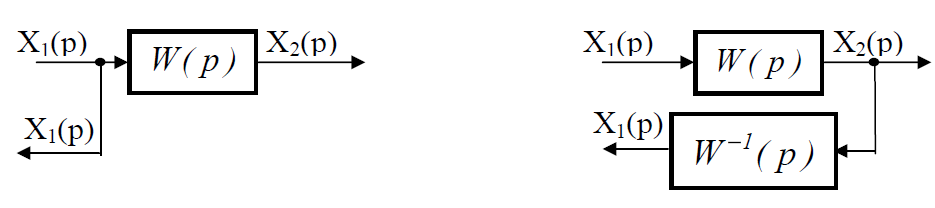 X₁(p) W(p) X₂(p) X₁(p) W(p) X₂(p)
X₁(p) X₁(p) W⁻¹(p)